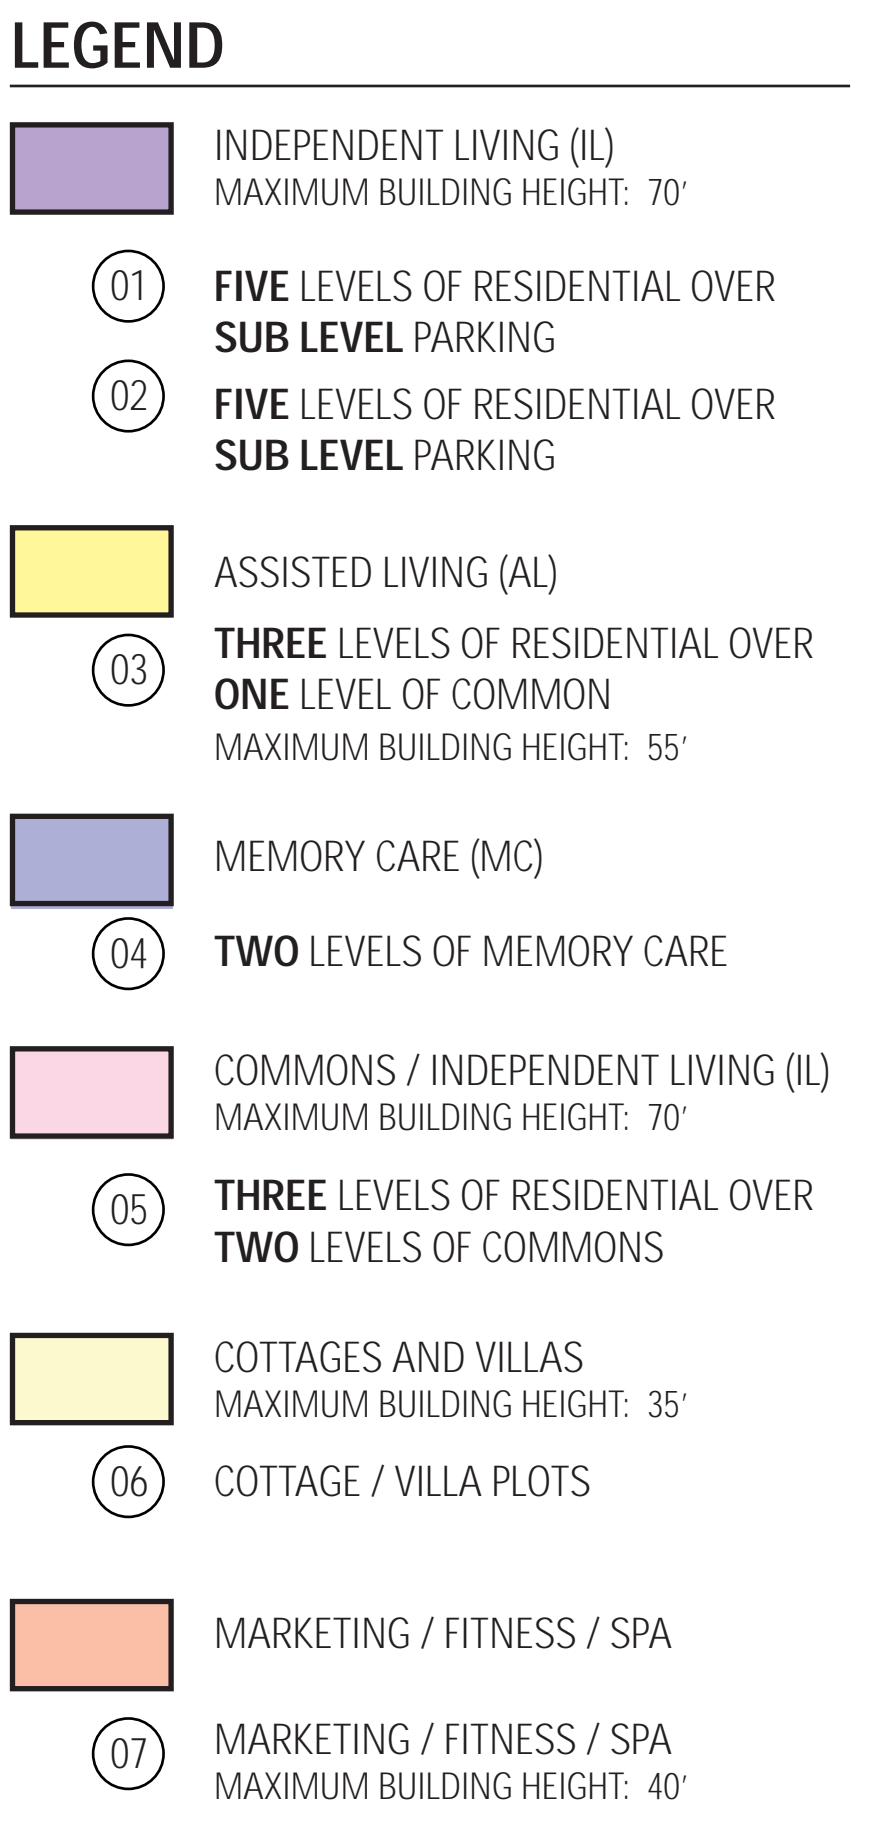 LEGEND
INDEPENDENT LIVING (IL)
MAXIMUM BUILDING HEIGHT: 70'
01
FIVE LEVELS OF RESIDENTIAL OVER
SUB LEVEL PARKING
02
FIVE LEVELS OF RESIDENTIAL OVER
SUB LEVEL PARKING
ASSISTED LIVING (AL)
03
THREE LEVELS OF RESIDENTIAL OVER
ONE LEVEL OF COMMON
MAXIMUM BUILDING HEIGHT: 55'
MEMORY CARE (MC)
04
TWO LEVELS OF MEMORY CARE
COMMONS / INDEPENDENT LIVING (IL)
MAXIMUM BUILDING HEIGHT: 70'
05
THREE LEVELS OF RESIDENTIAL OVER
TWO LEVELS OF COMMONS
COTTAGES AND VILLAS
MAXIMUM BUILDING HEIGHT: 35'
06
COTTAGE / VILLA PLOTS
MARKETING / FITNESS / SPA
07
MARKETING / FITNESS / SPA
MAXIMUM BUILDING HEIGHT: 40'